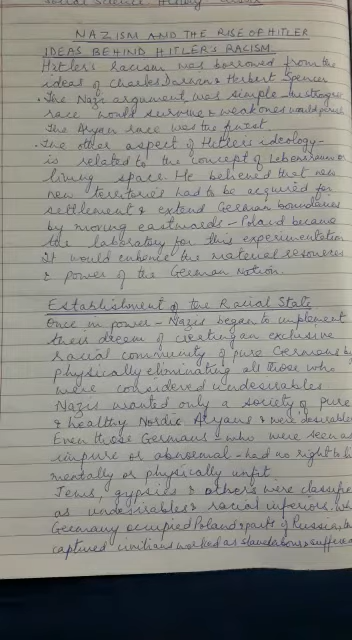 Social Science History
NAZISM AND THE RISE OF HITLER
IDEAS BEHIND HITLER'S RACISM
Hitler's Racism was borrowed from the
ideas of Charles Darwin & Herbert Spencer
• The Nazi argument was simple - the strongest
race would survive & weak ones would perish
The Aryan race was the finest.
• The other aspect of Hitler's ideology -
is related to the concept of Lebensraum or
living space. He believed that new
new territories had to be acquired for
settlement & extend German boundaries
by moving eastwards - Poland became
the laboratory for this experimentation
It would enhance the material resources
& power of the German nation.
Establishment of the Racial State
Once in power - Nazis began to implement
their dream of creating an exclusive
racial community of pure Germans by
physically eliminating all those who
were considered undesirables
Nazis wanted only a society of pure
& healthy Nordic Aryans & were desirables
Even those Germans who were seen as
impure or abnormal - had no right to
mentally or physically unfit.
Jews, gypsies & others were classified
as undesirables & racial inferiors.
Germany occupied Poland & parts of Russia,
captured civilians worked as slave labour &